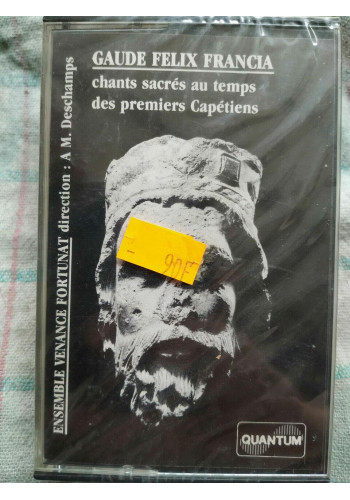 GAUDE FELIX FRANCIA
chants sacrés au temps
des premiers Capétiens
ENSEMBLE VENANCE FORTUNAT direction : A M. Deschamps
90F
QUANTUM